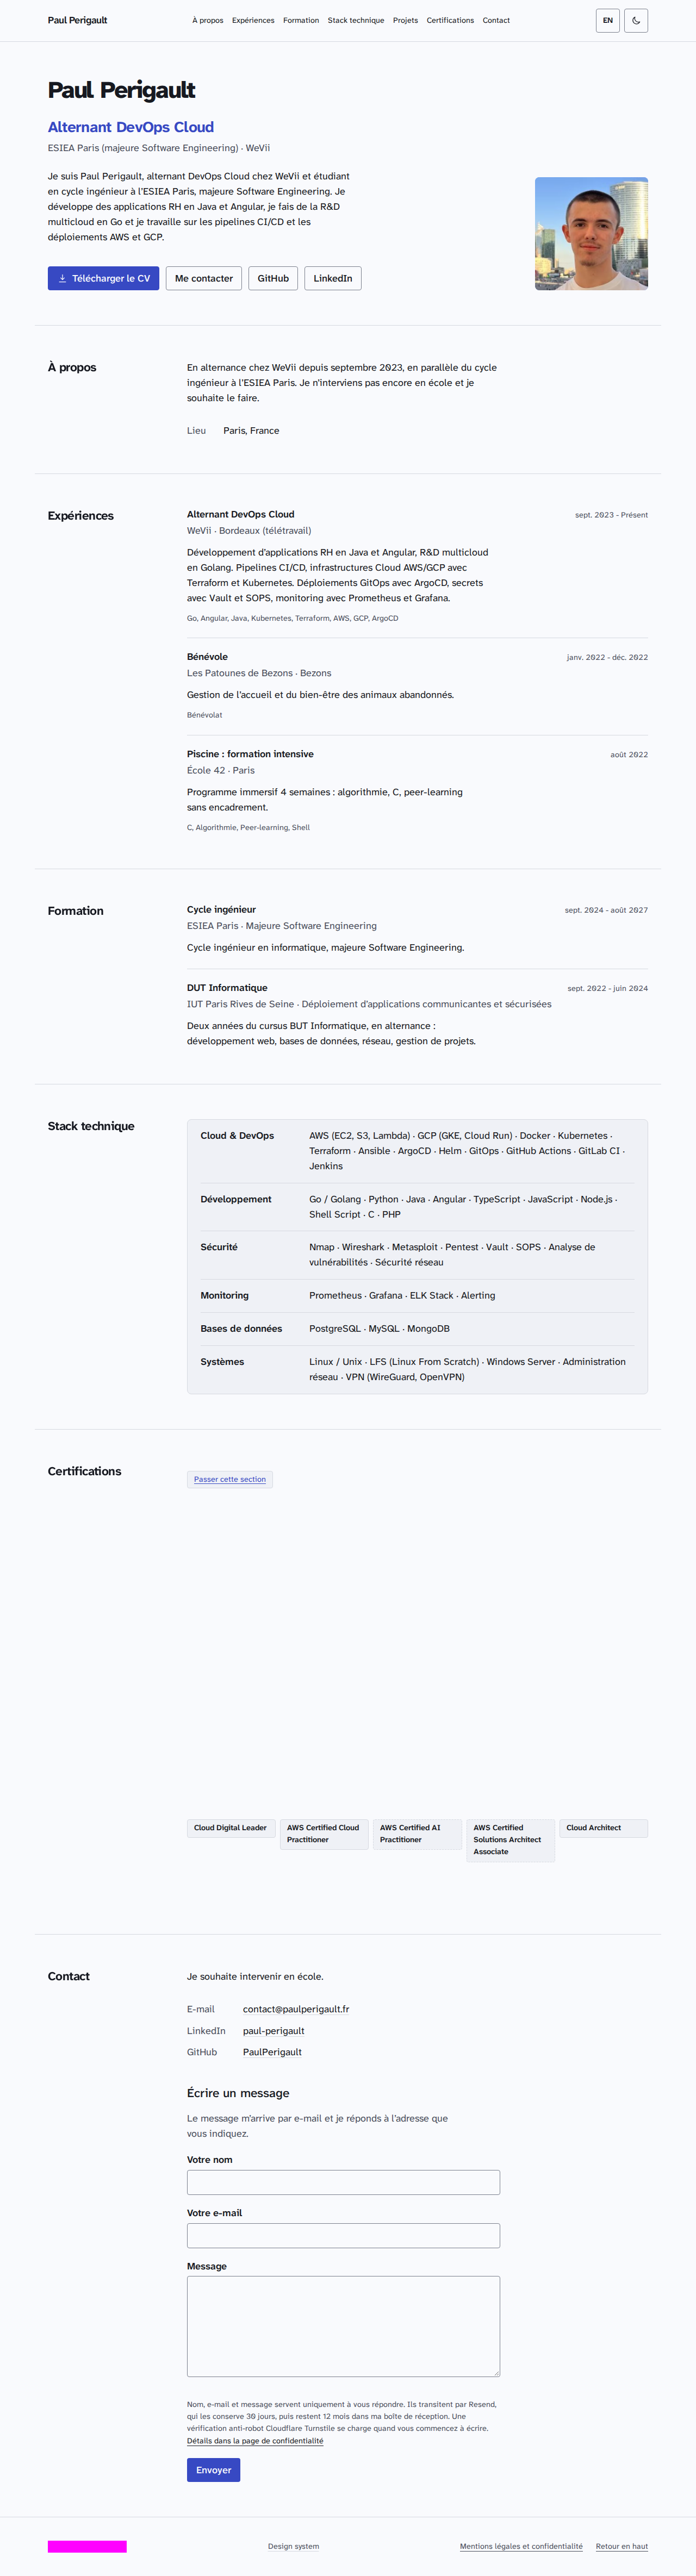 Paul Perigault
À propos
Expériences
Formation
Stack technique
Projets
Certifications
Contact
EN
Paul Perigault
Alternant DevOps Cloud
ESIEA Paris (majeure Software Engineering) · WeVii
Je suis Paul Perigault, alternant DevOps Cloud chez WeVii et étudiant
en cycle ingénieur à l'ESIEA Paris, majeure Software Engineering. Je
développe des applications RH en Java et Angular, je fais de la R&D
multicloud en Go et je travaille sur les pipelines CI/CD et les
déploiements AWS et GCP.
Télécharger le CV
Me contacter
GitHub
LinkedIn
À propos
En alternance chez WeVii depuis septembre 2023, en parallèle du cycle
ingénieur à l'ESIEA Paris. Je n'interviens pas encore en école et je
souhaite le faire.
Lieu Paris, France
Expériences
Alternant DevOps Cloud
sept. 2023 - Présent
WeVii · Bordeaux (télétravail)
Développement d'applications RH en Java et Angular, R&D multicloud
en Golang. Pipelines CI/CD, infrastructures Cloud AWS/GCP avec
Terraform et Kubernetes. Déploiements GitOps avec ArgoCD, secrets
avec Vault et SOPS, monitoring avec Prometheus et Grafana.
Go, Angular, Java, Kubernetes, Terraform, AWS, GCP, ArgoCD
Bénévole
janv. 2022 - déc. 2022
Les Patounes de Bezons · Bezons
Gestion de l'accueil et du bien-être des animaux abandonnés.
Bénévolat
Piscine : formation intensive
août 2022
École 42 · Paris
Programme immersif 4 semaines : algorithmie, C, peer-learning
sans encadrement.
C, Algorithmie, Peer-learning, Shell
Formation
Cycle ingénieur
sept. 2024 - août 2027
ESIEA Paris · Majeure Software Engineering
Cycle ingénieur en informatique, majeure Software Engineering.
DUT Informatique
sept. 2022 - juin 2024
IUT Paris Rives de Seine · Déploiement d'applications communicantes et sécurisées
Deux années du cursus BUT Informatique, en alternance :
développement web, bases de données, réseau, gestion de projets.
Stack technique
Cloud & DevOps
AWS (EC2, S3, Lambda) · GCP (GKE, Cloud Run) · Docker · Kubernetes ·
Terraform · Ansible · ArgoCD · Helm · GitOps · GitHub Actions · GitLab CI ·
Jenkins
Développement
Go / Golang · Python · Java · Angular · TypeScript · JavaScript · Node.js ·
Shell Script · C · PHP
Sécurité
Nmap · Wireshark · Metasploit · Pentest · Vault · SOPS · Analyse de
vulnérabilités · Sécurité réseau
Monitoring
Prometheus · Grafana · ELK Stack · Alerting
Bases de données
PostgreSQL · MySQL · MongoDB
Systèmes
Linux / Unix · LFS (Linux From Scratch) · Windows Server · Administration
réseau · VPN (WireGuard, OpenVPN)
Certifications
Passer cette section
Cloud Digital Leader
AWS Certified Cloud
Practitioner
AWS Certified AI
Practitioner
AWS Certified
Solutions Architect
Associate
Cloud Architect
Contact
Je souhaite intervenir en école.
E-mail contact@paulperigault.fr
LinkedIn paul-perigault
GitHub PaulPerigault
Écrire un message
Le message m'arrive par e-mail et je réponds à l'adresse que
vous indiquez.
Votre nom
Votre e-mail
Message
Nom, e-mail et message servent uniquement à vous répondre. Ils transitent par Resend,
qui les conserve 30 jours, puis restent 12 mois dans ma boîte de réception. Une
vérification anti-robot Cloudflare Turnstile se charge quand vous commencez à écrire.
Détails dans la page de confidentialité
Envoyer
Design system
Mentions légales et confidentialité
Retour en haut